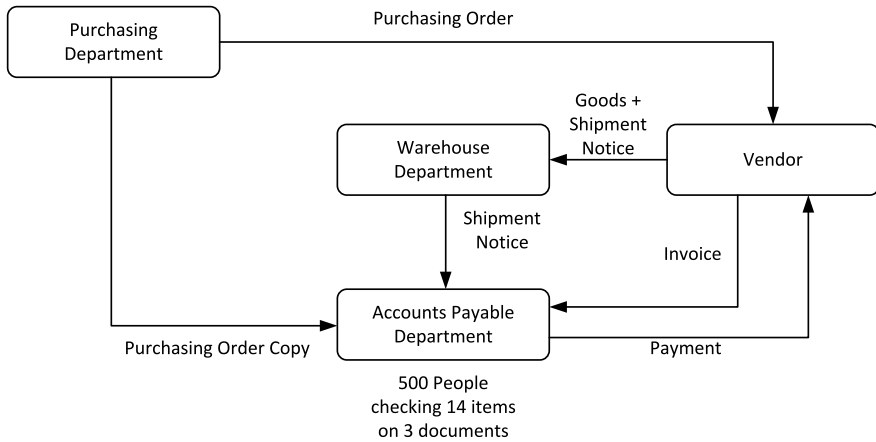 Purchasing Order
Purchasing
Department
Goods +
Shipment
Notice
Warehouse
Department
Vendor
Shipment
Notice
Invoice
Accounts Payable
Department
Purchasing Order Copy
Payment
500 People
checking 14 items
on 3 documents